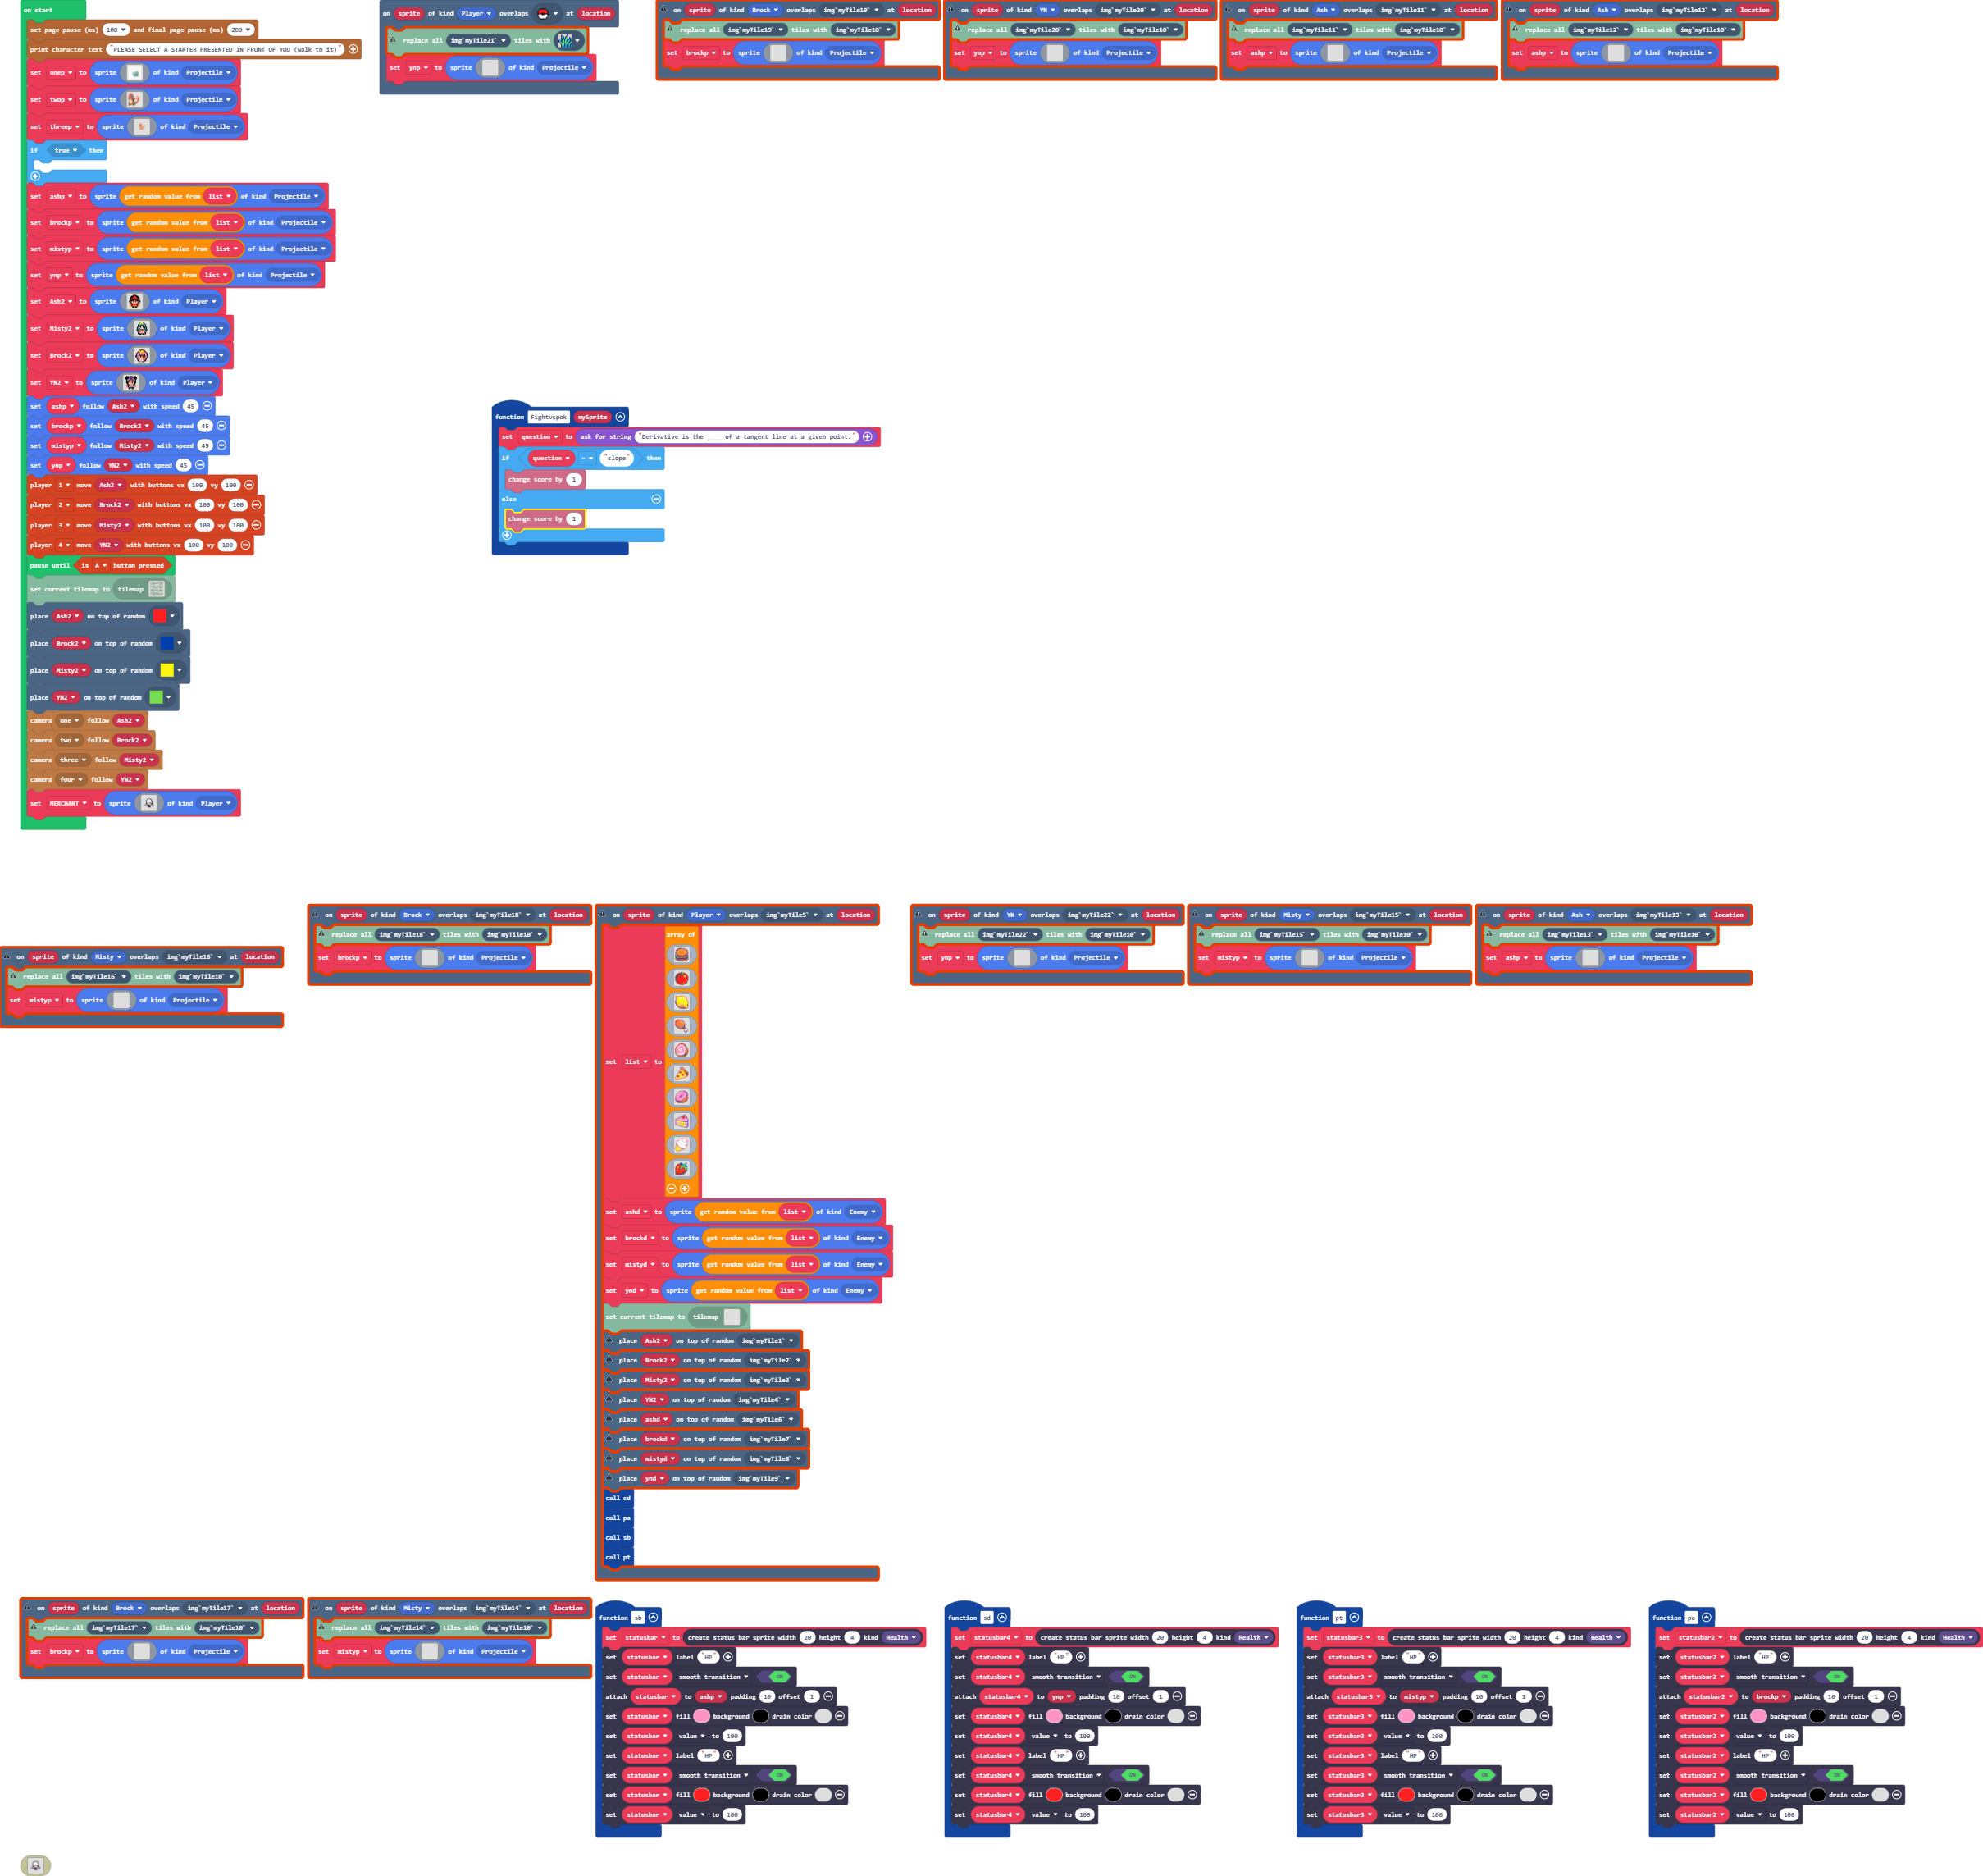 on start
set page pause (ms) 100 and final page pause (ms) 200
print character text "PLEASE SELECT A STARTER PRESENTED IN FRONT OF YOU (walk to it)"
set onep to sprite of kind Projectile
set twop to sprite of kind Projectile
set threep to sprite of kind Projectile
if true then
set ashp to sprite get random value from list of kind Projectile
set brockp to sprite get random value from list of kind Projectile
set mistyp to sprite get random value from list of kind Projectile
set ynp to sprite get random value from list of kind Projectile
set Ash2 to sprite of kind Player
set Misty2 to sprite of kind Player
set Brock2 to sprite of kind Player
set YN2 to sprite of kind Player
set ashp follow Ash2 with speed 45
set brockp follow Brock2 with speed 45
set mistyp follow Misty2 with speed 45
set ynp follow YN2 with speed 45
player 1 move Ash2 with buttons vx 100 vy 100
player 2 move Brock2 with buttons vx 100 vy 100
player 3 move Misty2 with buttons vx 100 vy 100
player 4 move YN2 with buttons vx 100 vy 100
pause until is A button pressed
set current tilemap to tilemap
place Ash2 on top of random
place Brock2 on top of random
place Misty2 on top of random
place YN2 on top of random
camera one follow Ash2
camera two follow Brock2
camera three follow Misty2
camera four follow YN2
set MERCHANT to sprite of kind Player
on sprite of kind Player overlaps at location
replace all img`myTile21` tiles with
set ynp to sprite of kind Projectile
on sprite of kind Brock overlaps img`myTile19` at location
replace all img`myTile19` tiles with img`myTile10`
set brockp to sprite of kind Projectile
on sprite of kind YN overlaps img`myTile20` at location
replace all img`myTile20` tiles with img`myTile10`
set ynp to sprite of kind Projectile
on sprite of kind Ash overlaps img`myTile11` at location
replace all img`myTile11` tiles with img`myTile10`
set ashp to sprite of kind Projectile
on sprite of kind Ash overlaps img`myTile12` at location
replace all img`myTile12` tiles with img`myTile10`
set ashp to sprite of kind Projectile
function Fightvspok mySprite
set question to ask for string "Derivative is the ____ of a tangent line at a given point."
if question = "slope" then
change score by 1
else
change score by 1
on sprite of kind Misty overlaps img`myTile16` at location
replace all img`myTile16` tiles with img`myTile10`
set mistyp to sprite of kind Projectile
on sprite of kind Brock overlaps img`myTile18` at location
replace all img`myTile18` tiles with img`myTile10`
set brockp to sprite of kind Projectile
on sprite of kind Player overlaps img`myTile5` at location
set list to array of
set ashd to sprite get random value from list of kind Enemy
set brockd to sprite get random value from list of kind Enemy
set mistyd to sprite get random value from list of kind Enemy
set ynd to sprite get random value from list of kind Enemy
set current tilemap to tilemap
place Ash2 on top of random img`myTile1`
place Brock2 on top of random img`myTile2`
place Misty2 on top of random img`myTile3`
place YN2 on top of random img`myTile4`
place ashd on top of random img`myTile6`
place brockd on top of random img`myTile7`
place mistyd on top of random img`myTile8`
place ynd on top of random img`myTile9`
call sd
call pa
call sb
call pt
on sprite of kind YN overlaps img`myTile22` at location
replace all img`myTile22` tiles with img`myTile10`
set ynp to sprite of kind Projectile
on sprite of kind Misty overlaps img`myTile15` at location
replace all img`myTile15` tiles with img`myTile10`
set mistyp to sprite of kind Projectile
on sprite of kind Ash overlaps img`myTile13` at location
replace all img`myTile13` tiles with img`myTile10`
set ashp to sprite of kind Projectile
on sprite of kind Brock overlaps img`myTile17` at location
replace all img`myTile17` tiles with img`myTile10`
set brockp to sprite of kind Projectile
on sprite of kind Misty overlaps img`myTile14` at location
replace all img`myTile14` tiles with img`myTile10`
set mistyp to sprite of kind Projectile
function sb
set statusbar to create status bar sprite width 20 height 4 kind Health
set statusbar label "HP"
set statusbar smooth transition ON
attach statusbar to ashp padding 10 offset 1
set statusbar fill background drain color
set statusbar value to 100
set statusbar label "HP"
set statusbar smooth transition ON
set statusbar fill background drain color
set statusbar value to 100
function sd
set statusbar4 to create status bar sprite width 20 height 4 kind Health
set statusbar4 label "HP"
set statusbar4 smooth transition ON
attach statusbar4 to ynp padding 10 offset 1
set statusbar4 fill background drain color
set statusbar4 value to 100
set statusbar4 label "HP"
set statusbar4 smooth transition ON
set statusbar4 fill background drain color
set statusbar4 value to 100
function pt
set statusbar3 to create status bar sprite width 20 height 4 kind Health
set statusbar3 label "HP"
set statusbar3 smooth transition ON
attach statusbar3 to mistyp padding 10 offset 1
set statusbar3 fill background drain color
set statusbar3 value to 100
set statusbar3 label "HP"
set statusbar3 smooth transition ON
set statusbar3 fill background drain color
set statusbar3 value to 100
function pa
set statusbar2 to create status bar sprite width 20 height 4 kind Health
set statusbar2 label "HP"
set statusbar2 smooth transition ON
attach statusbar2 to brockp padding 10 offset 1
set statusbar2 fill background drain color
set statusbar2 value to 100
set statusbar2 label "HP"
set statusbar2 smooth transition ON
set statusbar2 fill background drain color
set statusbar2 value to 100